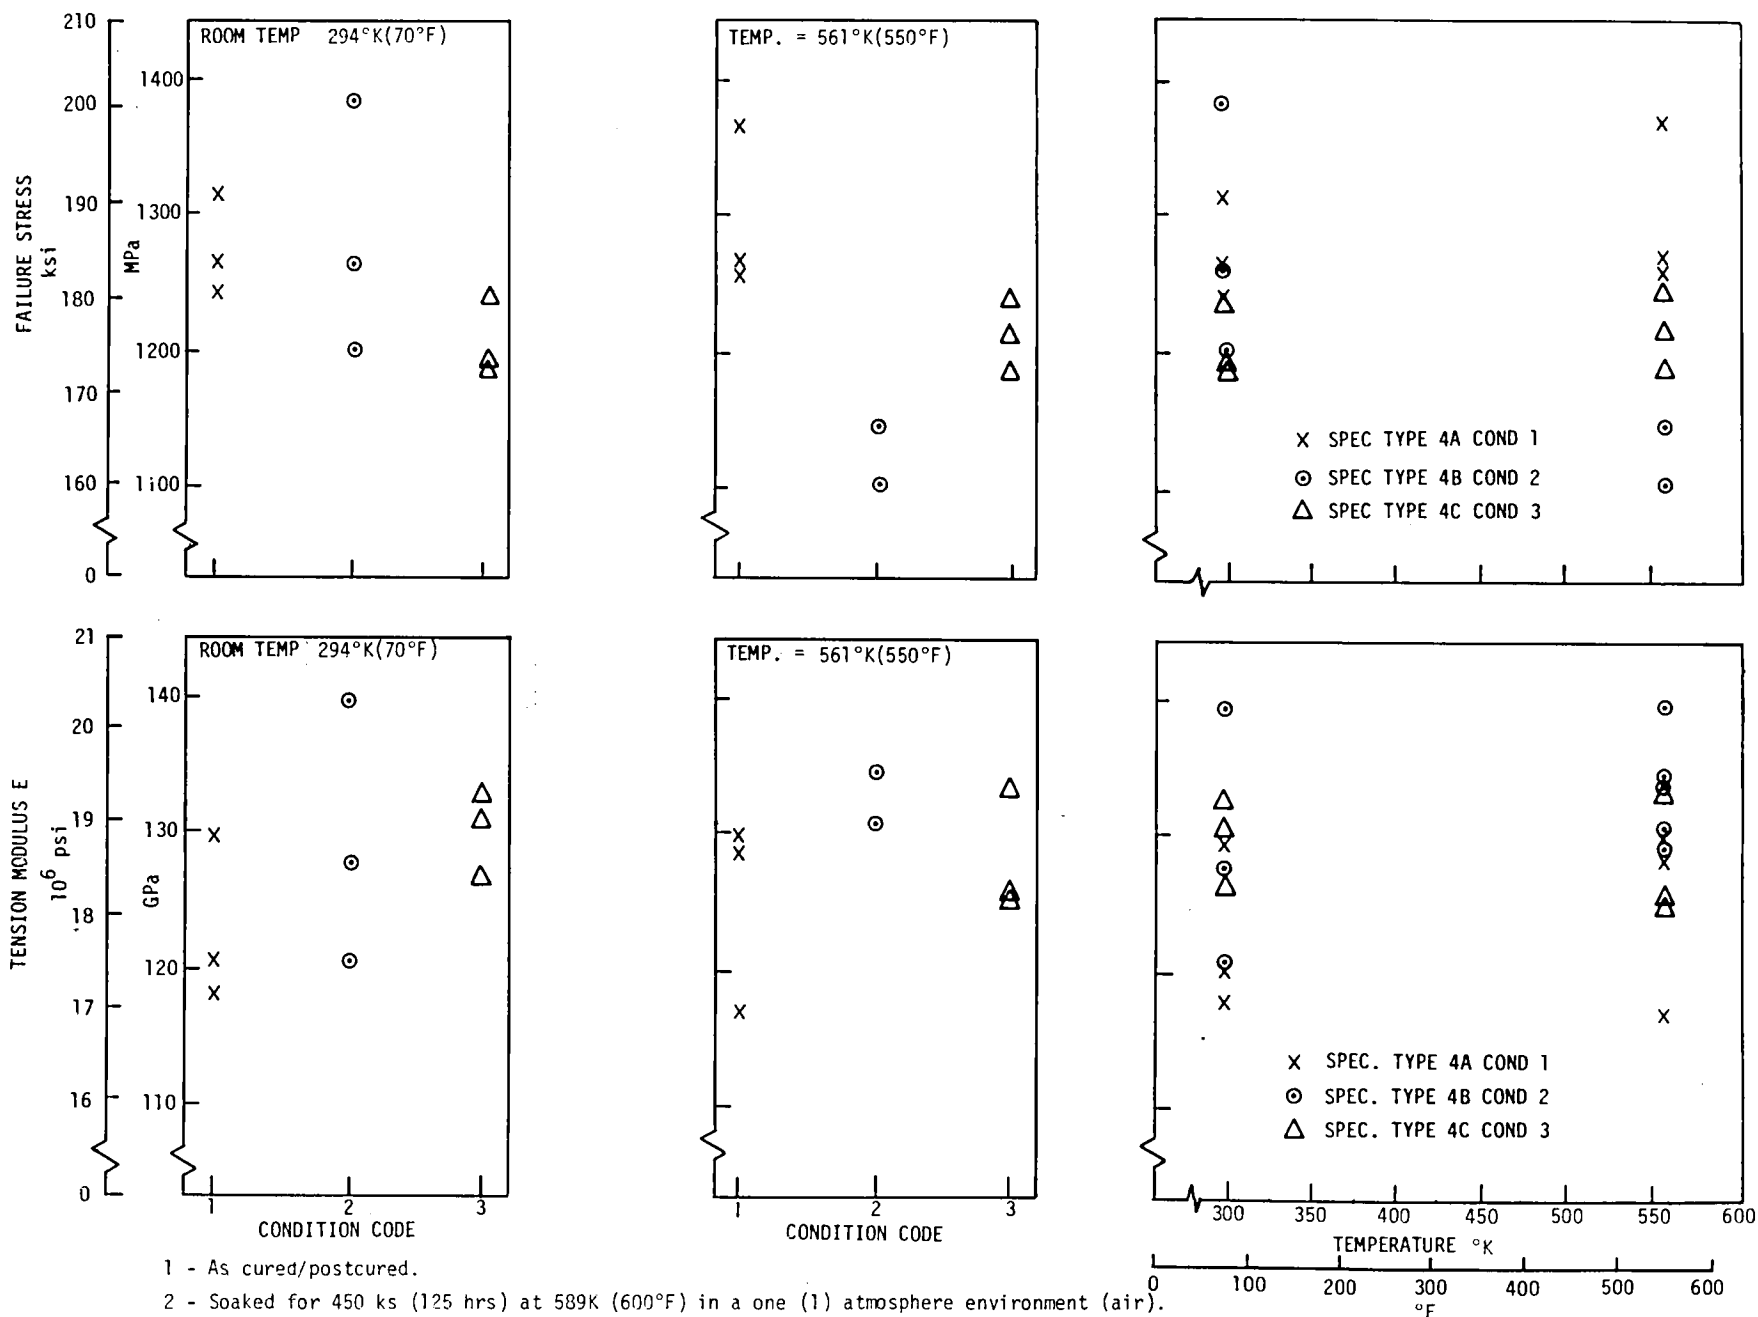 ROOM TEMP 294°K(70°F)
TEMP. = 561°K(550°F)
210
200
190
180
170
160
0
FAILURE STRESS
ksi
1400
1300
1200
1100
MPa
X SPEC TYPE 4A COND 1
⊙ SPEC TYPE 4B COND 2
△ SPEC TYPE 4C COND 3
ROOM TEMP 294°K(70°F)
TEMP. = 561°K(550°F)
21
20
19
18
17
16
0
TENSION MODULUS E
10⁶ psi
140
130
120
110
GPa
X SPEC. TYPE 4A COND 1
⊙ SPEC. TYPE 4B COND 2
△ SPEC. TYPE 4C COND 3
1 2 3
CONDITION CODE
1 2 3
CONDITION CODE
300 350 400 450 500 550 600
TEMPERATURE °K
0 100 200 300 400 500 600
°F
1 - As cured/postcured.
2 - Soaked for 450 ks (125 hrs) at 589K (600°F) in a one (1) atmosphere environment (air).